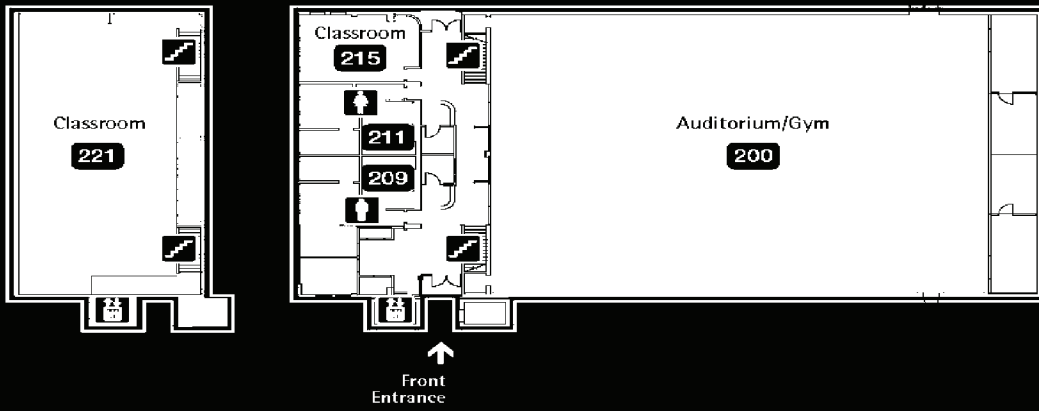 Classroom
221
Classroom
215
211
209
Auditorium/Gym
200
Front
Entrance